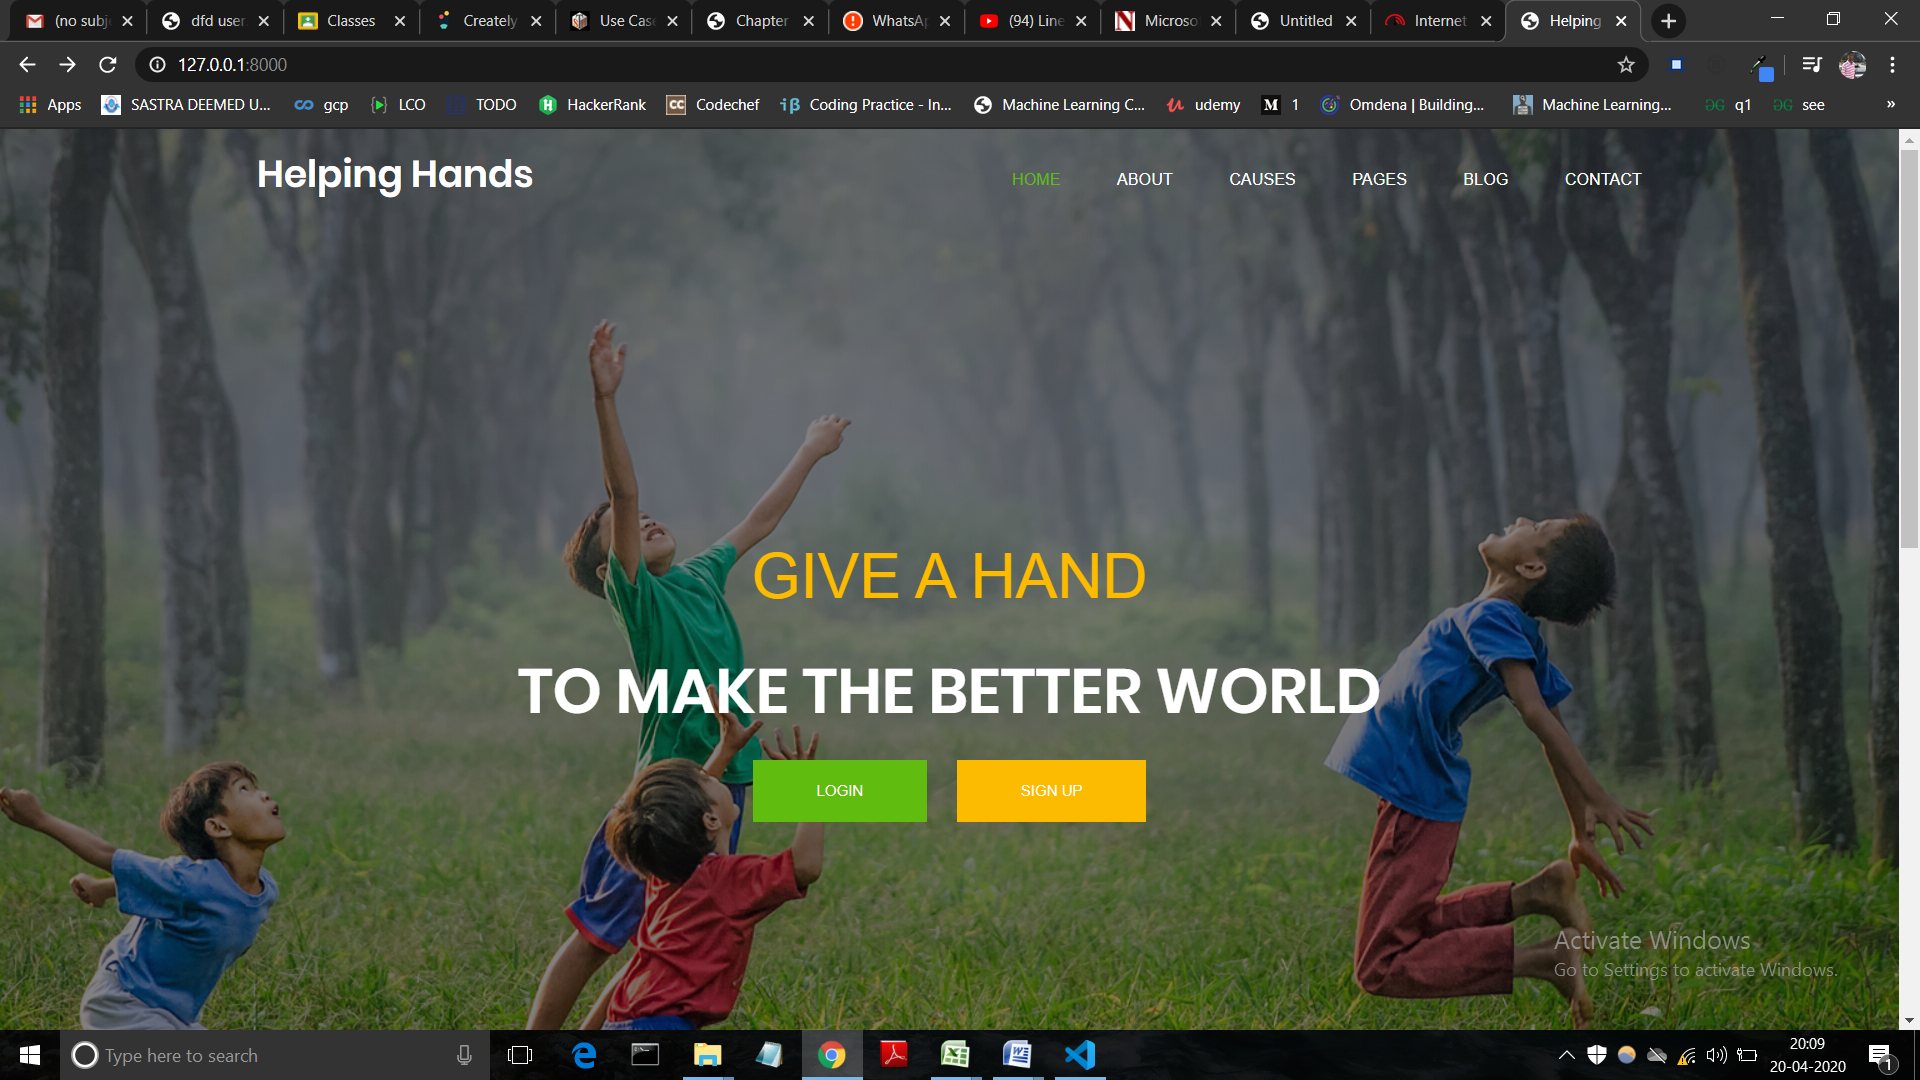 (no subj
dfd user
Classes
Creately
Use Case
Chapter
WhatsAp
(94) Line
Microso
Untitled
Internet
Helping
127.0.0.1:8000
Apps
SASTRA DEEMED U...
gcp
LCO
TODO
HackerRank
CC
Codechef
iβ
Coding Practice - In...
Machine Learning C...
udemy
M
1
Omdena | Building...
Machine Learning...
q1
see
»
Helping Hands
HOME
ABOUT
CAUSES
PAGES
BLOG
CONTACT
GIVE A HAND
TO MAKE THE BETTER WORLD
LOGIN
SIGN UP
Activate Windows
Go to Settings to activate Windows.
Type here to search
20:09
20-04-2020
1